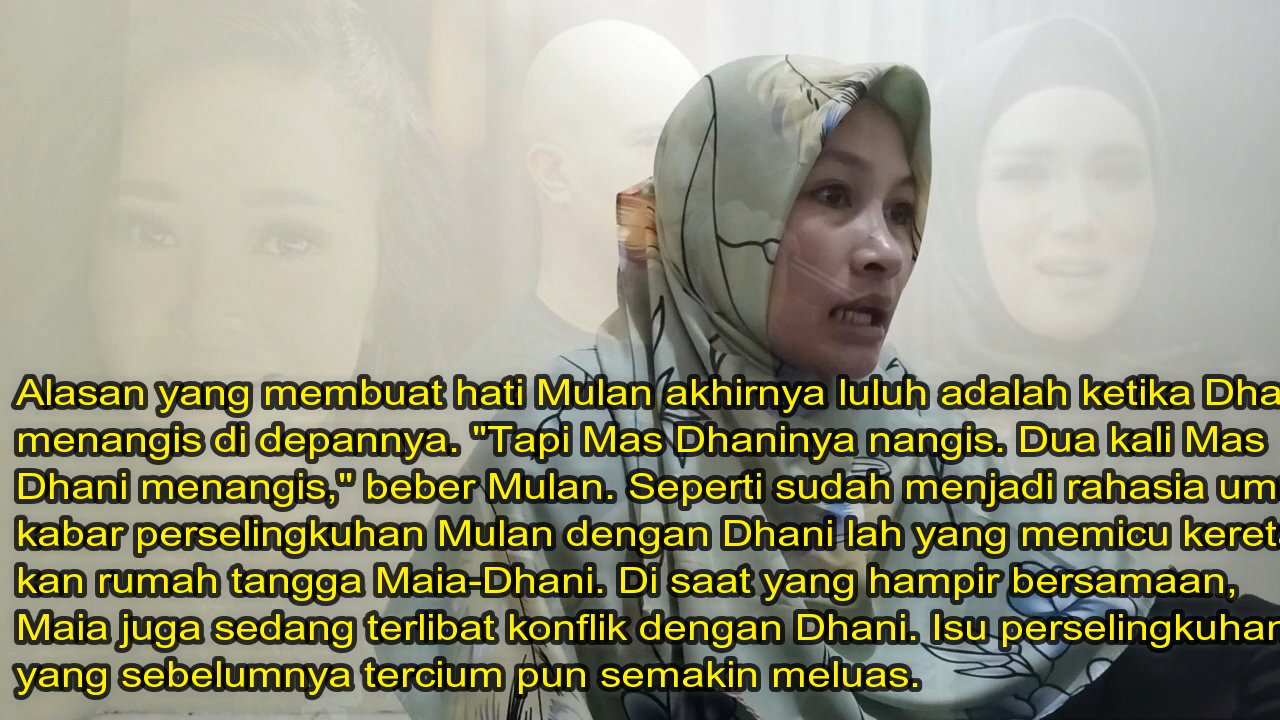 Alasan yang membuat hati Mulan akhirnya luluh adalah ketika Dha
menangis di depannya. "Tapi Mas Dhaninya nangis. Dua kali Mas
Dhani menangis," beber Mulan. Seperti sudah menjadi rahasia um
kabar perselingkuhan Mulan dengan Dhani lah yang memicu kereta
kan rumah tangga Maia-Dhani. Di saat yang hampir bersamaan,
Maia juga sedang terlibat konflik dengan Dhani. Isu perselingkuhan
yang sebelumnya tercium pun semakin meluas.